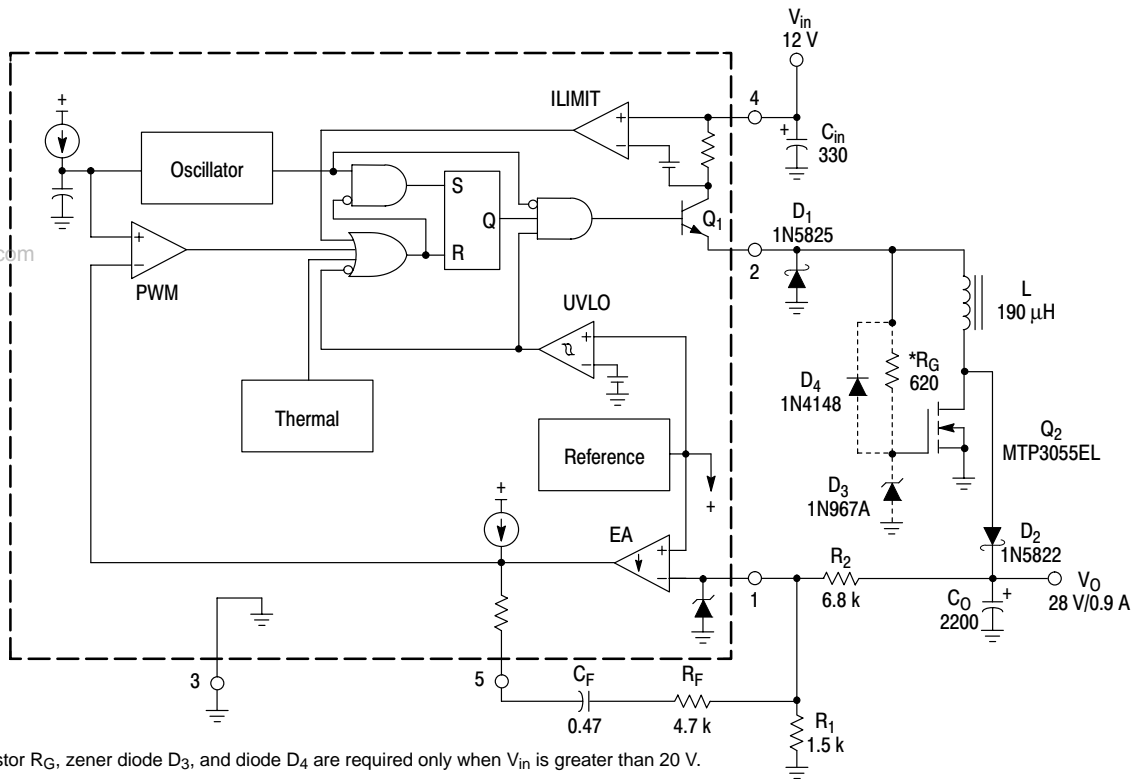 Vin
12 V
ILIMIT
4
+
+
+
Cin
330
Oscillator
S
Q
R
Q1
D1
1N5825
com
+
PWM
2
L
190 µH
UVLO
+
*RG
620
D4
1N4148
Thermal
Reference
Q2
MTP3055EL
D3
1N967A
+
+
EA
+
D2
1N5822
R2
6.8 k
1
VO
28 V/0.9 A
CO
2200
+
3
5
CF
0.47
RF
4.7 k
R1
1.5 k
stor RG, zener diode D3, and diode D4 are required only when Vin is greater than 20 V.